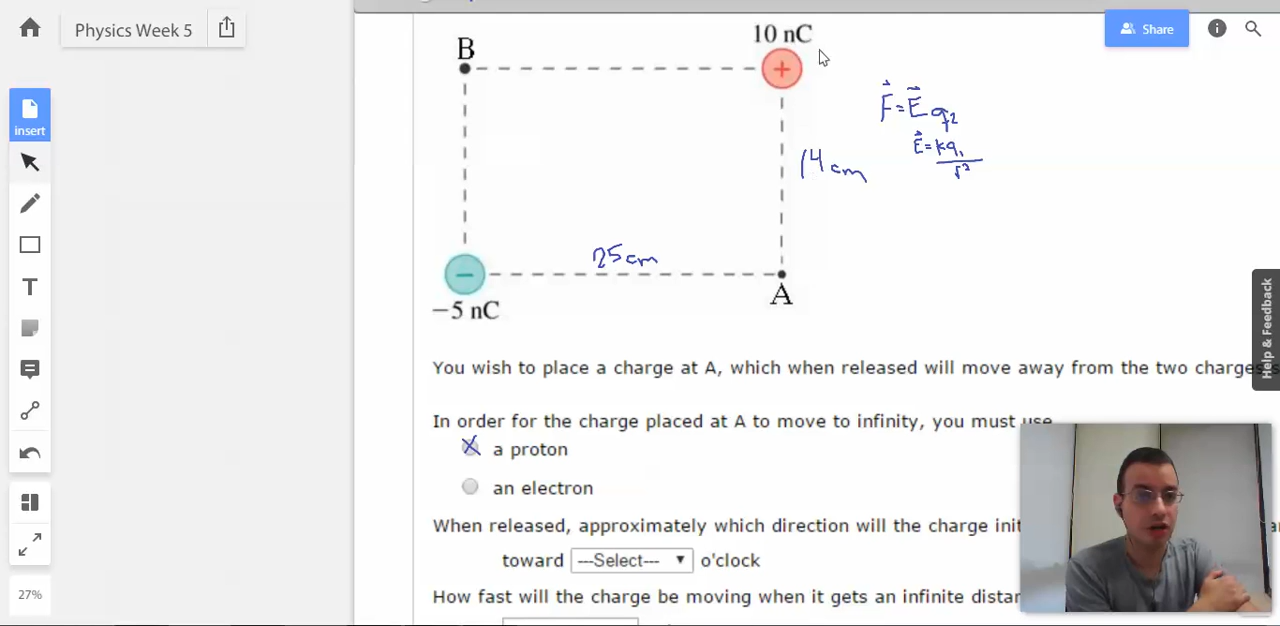 Physics Week 5
Share
insert
T
27%
Help & Feedback
B
10 nC
+
F = E q2
E = kq1
r²
14 cm
25 cm
−
−5 nC
A
You wish to place a charge at A, which when released will move away from the two charges
In order for the charge placed at A to move to infinity, you must use
X a proton
an electron
When released, approximately which direction will the charge
toward ---Select--- o'clock
How fast will the charge be moving when it gets an infinite